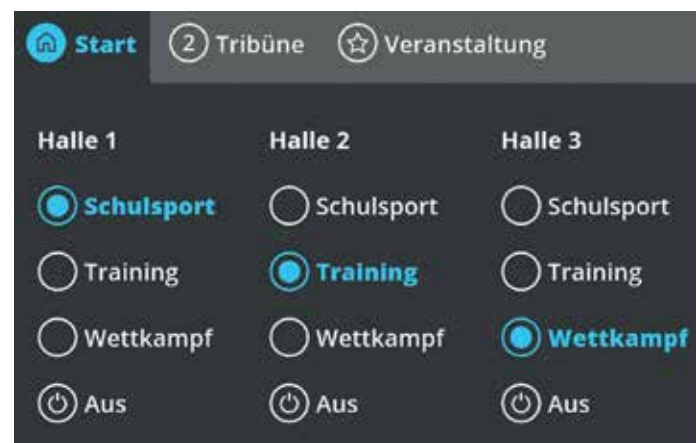 Start 2 Tribüne Veranstaltung
Halle 1 Halle 2 Halle 3
Schulsport Schulsport Schulsport
Training Training Training
Wettkampf Wettkampf Wettkampf
Aus Aus Aus